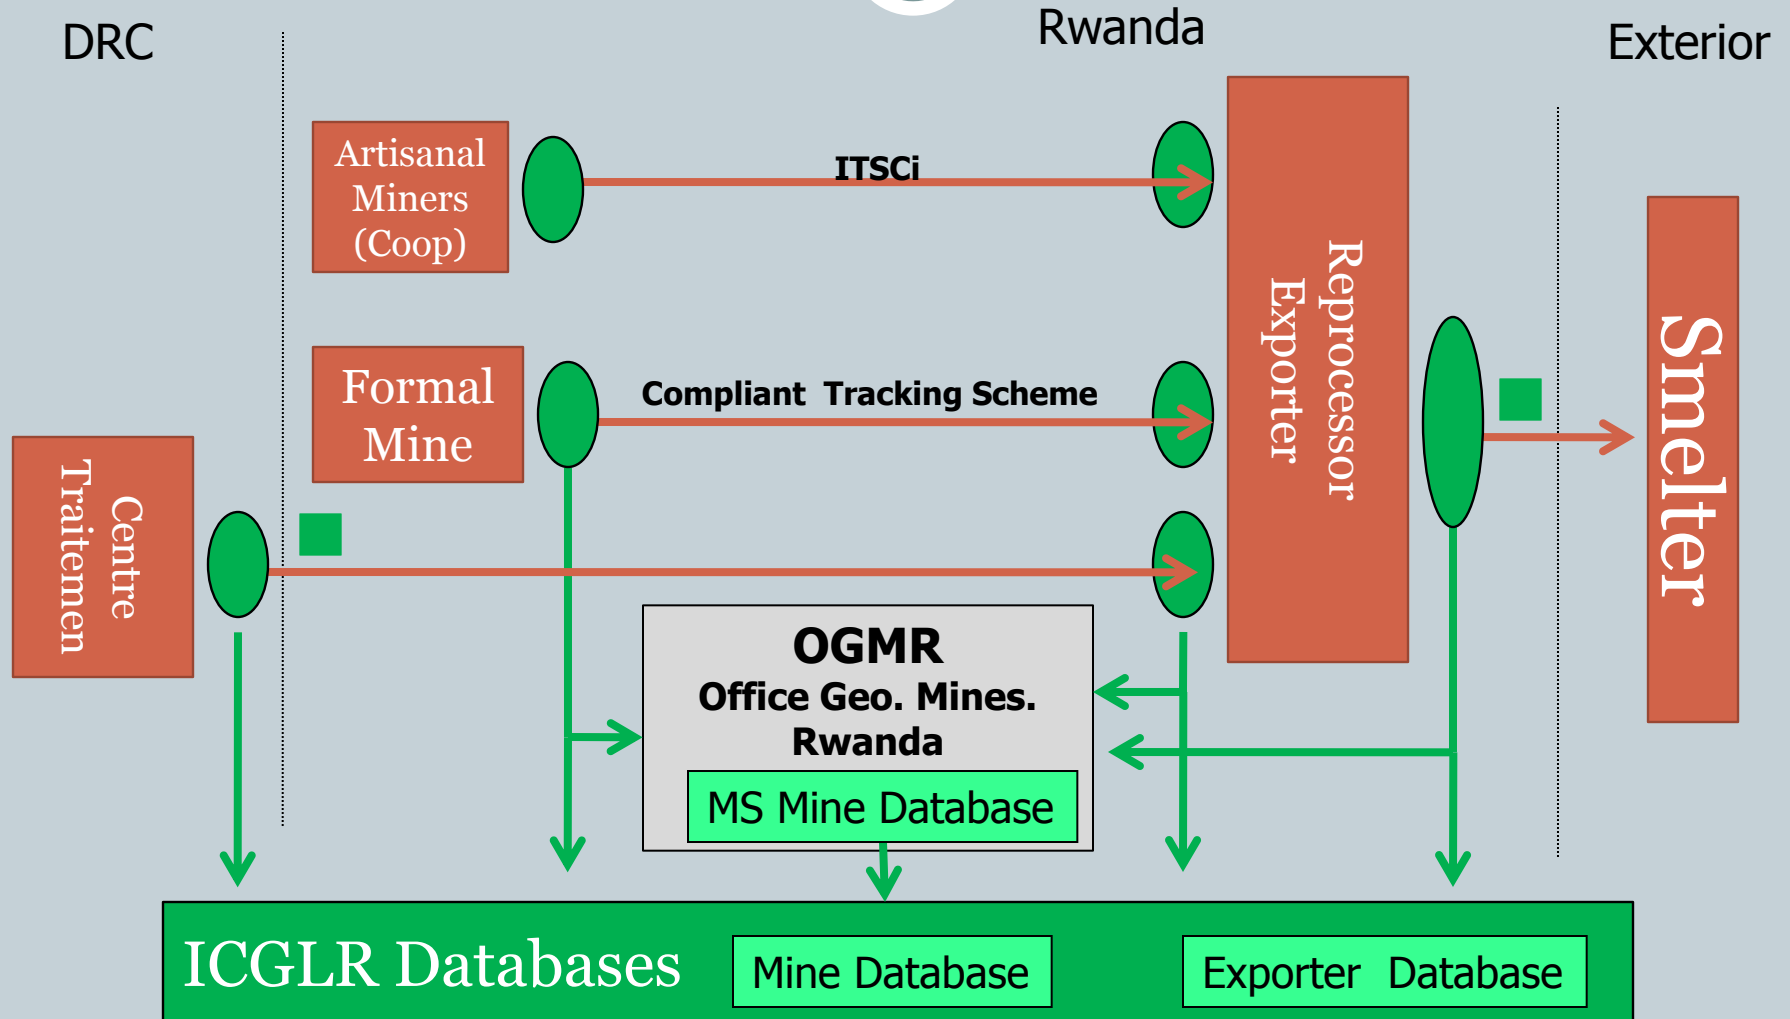 DRC
Rwanda
Exterior
Artisanal
Miners
(Coop)
ITSCi
Formal
Mine
Compliant  Tracking Scheme
Reprocessor
Exporter
Smelter
Centre
Traitemen
OGMR
Office Geo. Mines.
Rwanda
MS Mine Database
ICGLR Databases
Mine Database
Exporter  Database